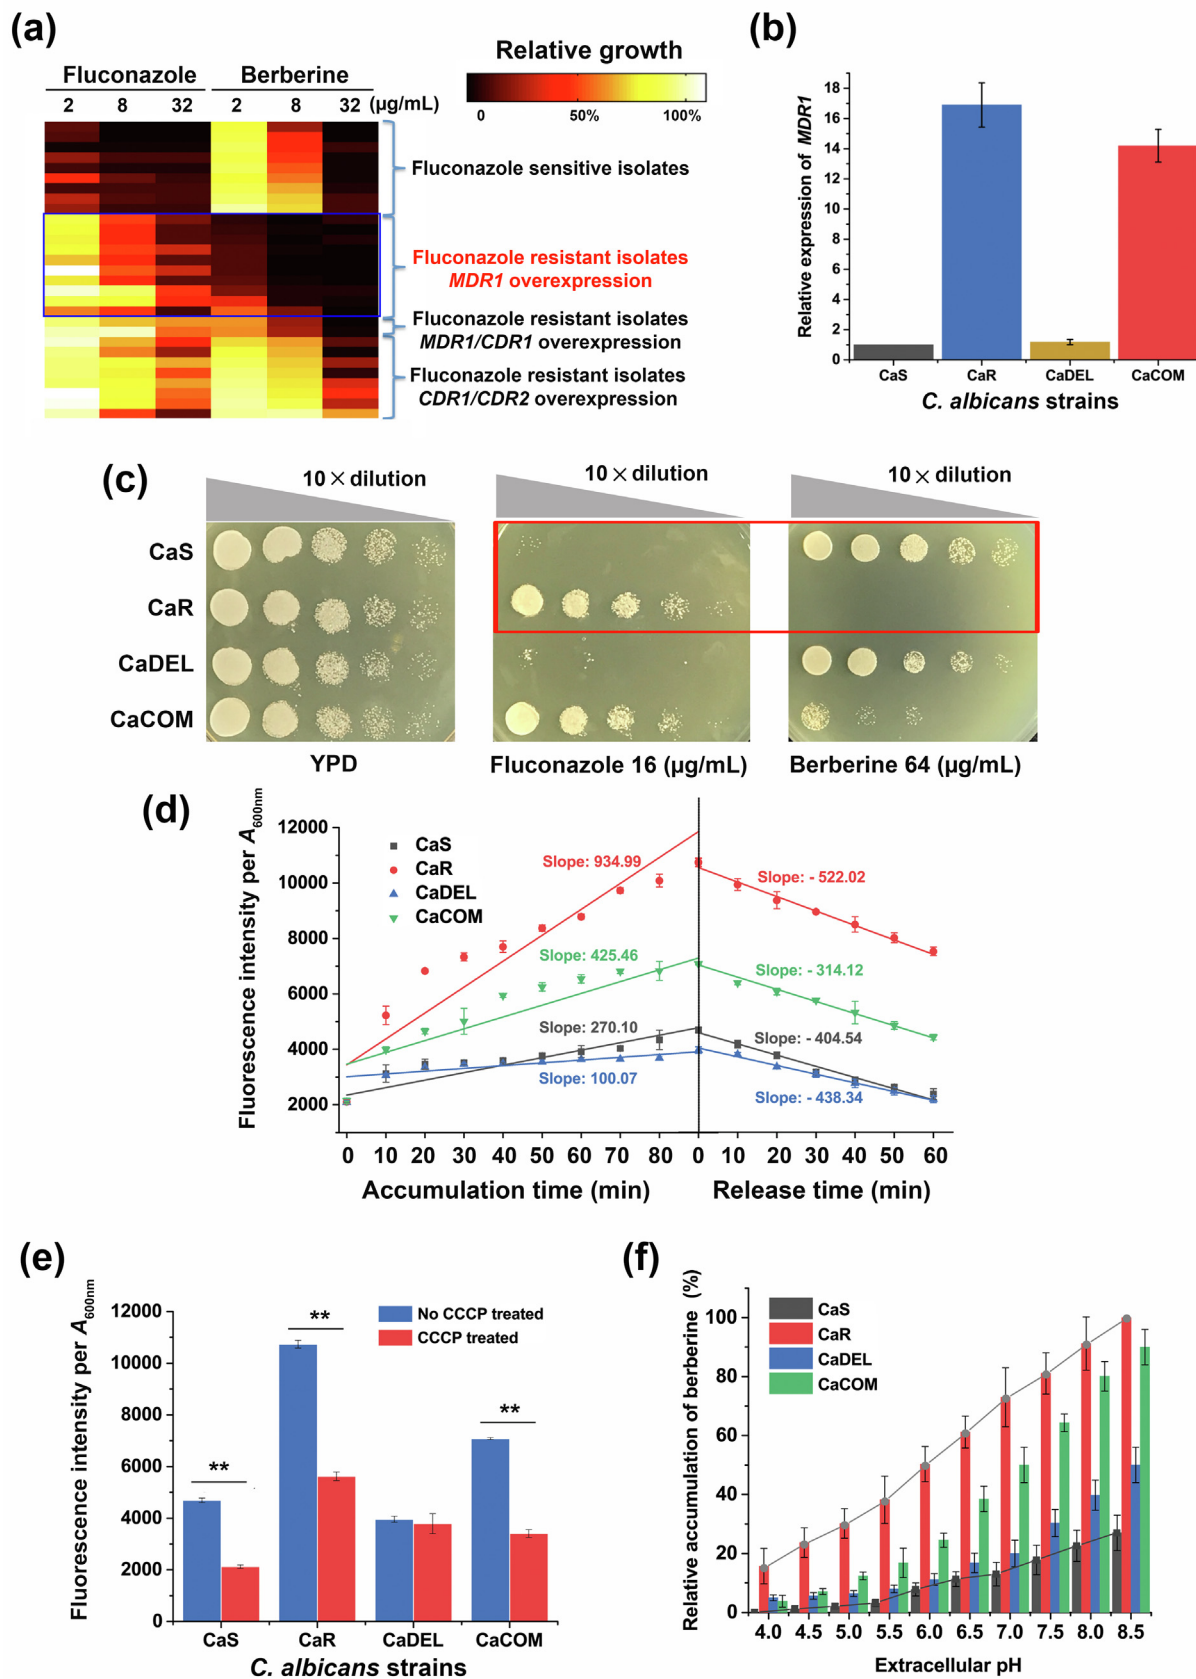 (a)
Relative growth
Fluconazole Berberine
2 8 32 2 8 32 (μg/mL)
0 50% 100%
Fluconazole sensitive isolates
Fluconazole resistant isolates
MDR1 overexpression
Fluconazole resistant isolates
MDR1/CDR1 overexpression
Fluconazole resistant isolates
CDR1/CDR2 overexpression
(b)
Relative expression of MDR1
18
16
14
12
10
8
6
4
2
0
CaS CaR CaDEL CaCOM
C. albicans strains
(c)
10 × dilution 10 × dilution 10 × dilution
CaS
CaR
CaDEL
CaCOM
YPD Fluconazole 16 (μg/mL) Berberine 64 (μg/mL)
(d)
Fluorescence intensity per A600nm
12000
10000
8000
6000
4000
2000
CaS
CaR
CaDEL
CaCOM
Slope: 934.99
Slope: 425.46
Slope: 270.10
Slope: 100.07
Slope: - 522.02
Slope: - 314.12
Slope: - 404.54
Slope: - 438.34
0 10 20 30 40 50 60 70 80 0 10 20 30 40 50 60
Accumulation time (min) Release time (min)
(e)
Fluorescence intensity per A600nm
12000
10000
8000
6000
4000
2000
0
No CCCP treated
CCCP treated
**
**
**
CaS CaR CaDEL CaCOM
C. albicans strains
(f)
Relative accumulation of berberine (%)
100
80
60
40
20
0
CaS
CaR
CaDEL
CaCOM
4.0 4.5 5.0 5.5 6.0 6.5 7.0 7.5 8.0 8.5
Extracellular pH